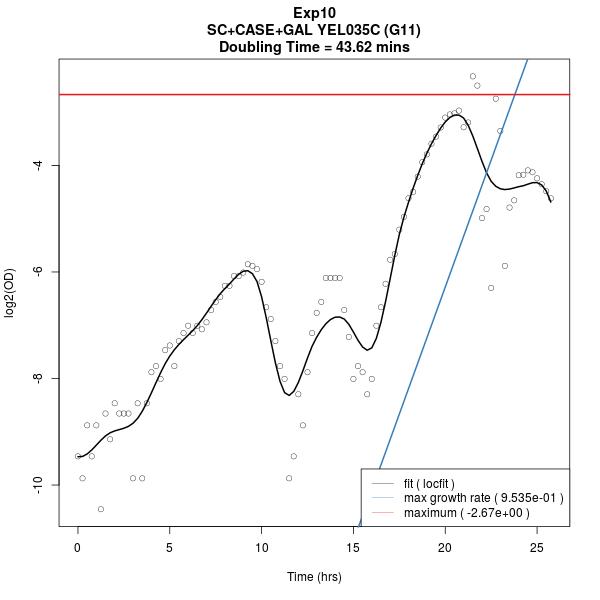 Exp10
SC+CASE+GAL YEL035C (G11)
Doubling Time = 43.62 mins
log2(OD)
-4
-6
-8
-10
fit ( locfit )
max growth rate ( 9.535e-01 )
maximum ( -2.67e+00 )
0 5 10 15 20 25
Time (hrs)